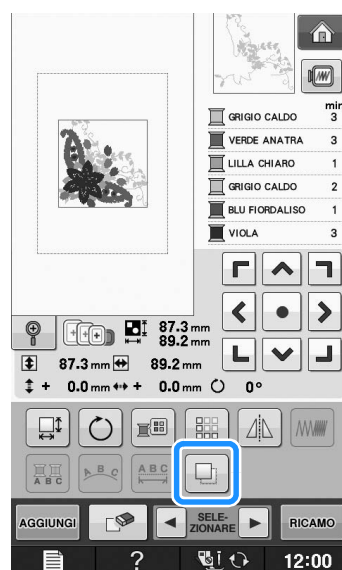 min
GRIGIO CALDO 3
VERDE ANATRA 3
LILLA CHIARO 1
GRIGIO CALDO 2
BLU FIORDALISO 1
VIOLA 3
87.3 mm
89.2 mm
87.3 mm 89.2 mm
+ 0.0 mm + 0.0 mm 0°
A B C A B C A B C
AGGIUNGI SELE-
ZIONARE RICAMO
? 12:00